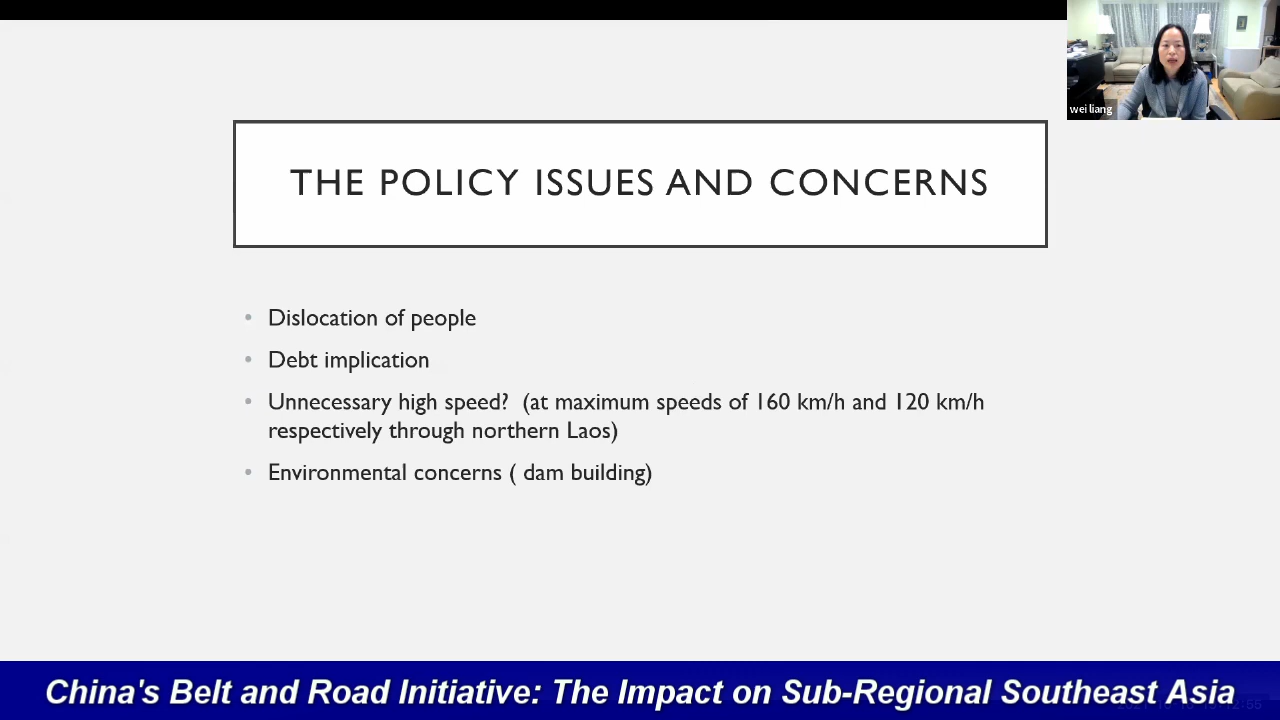 wei liang
THE POLICY ISSUES AND CONCERNS
• Dislocation of people
• Debt implication
• Unnecessary high speed?  (at maximum speeds of 160 km/h and 120 km/h
respectively through northern Laos)
• Environmental concerns ( dam building)
China's Belt and Road Initiative: The Impact on Sub-Regional Southeast Asia